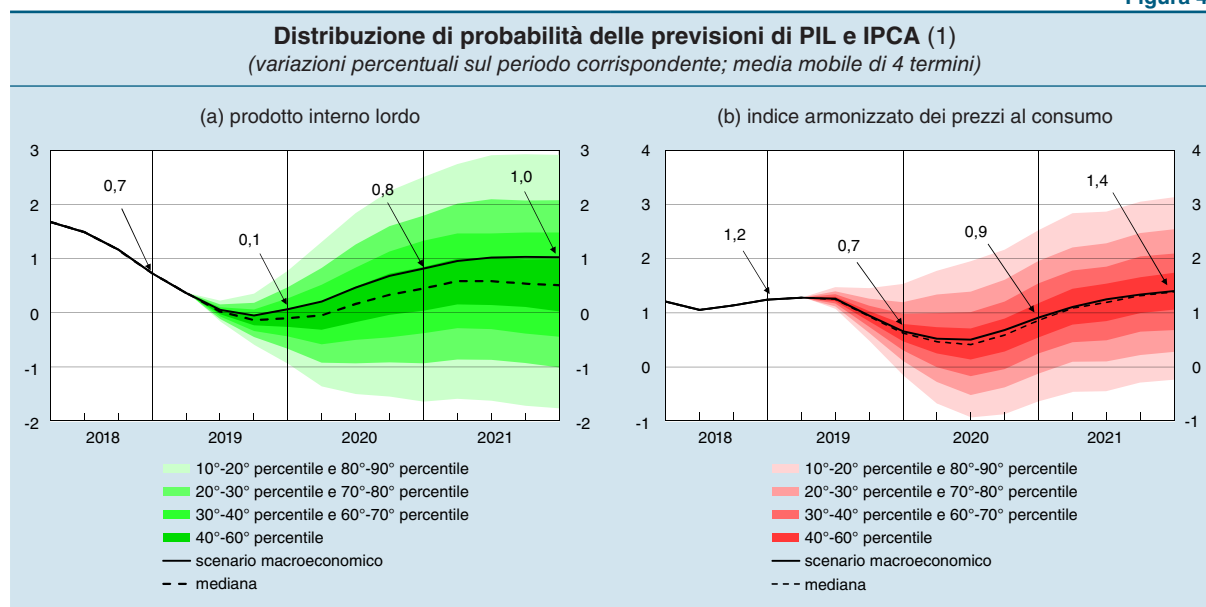 Figura 4
Distribuzione di probabilità delle previsioni di PIL e IPCA (1)
(variazioni percentuali sul periodo corrispondente; media mobile di 4 termini)
(a) prodotto interno lordo
3
2
1
0
-1
-2
3
2
1
0
-1
-2
0,7
0,1
0,8
1,0
2018
2019
2020
2021
10°-20° percentile e 80°-90° percentile
20°-30° percentile e 70°-80° percentile
30°-40° percentile e 60°-70° percentile
40°-60° percentile
scenario macroeconomico
mediana
(b) indice armonizzato dei prezzi al consumo
4
3
2
1
0
-1
4
3
2
1
0
-1
1,2
0,7
0,9
1,4
2018
2019
2020
2021
10°-20° percentile e 80°-90° percentile
20°-30° percentile e 70°-80° percentile
30°-40° percentile e 60°-70° percentile
40°-60° percentile
scenario macroeconomico
mediana